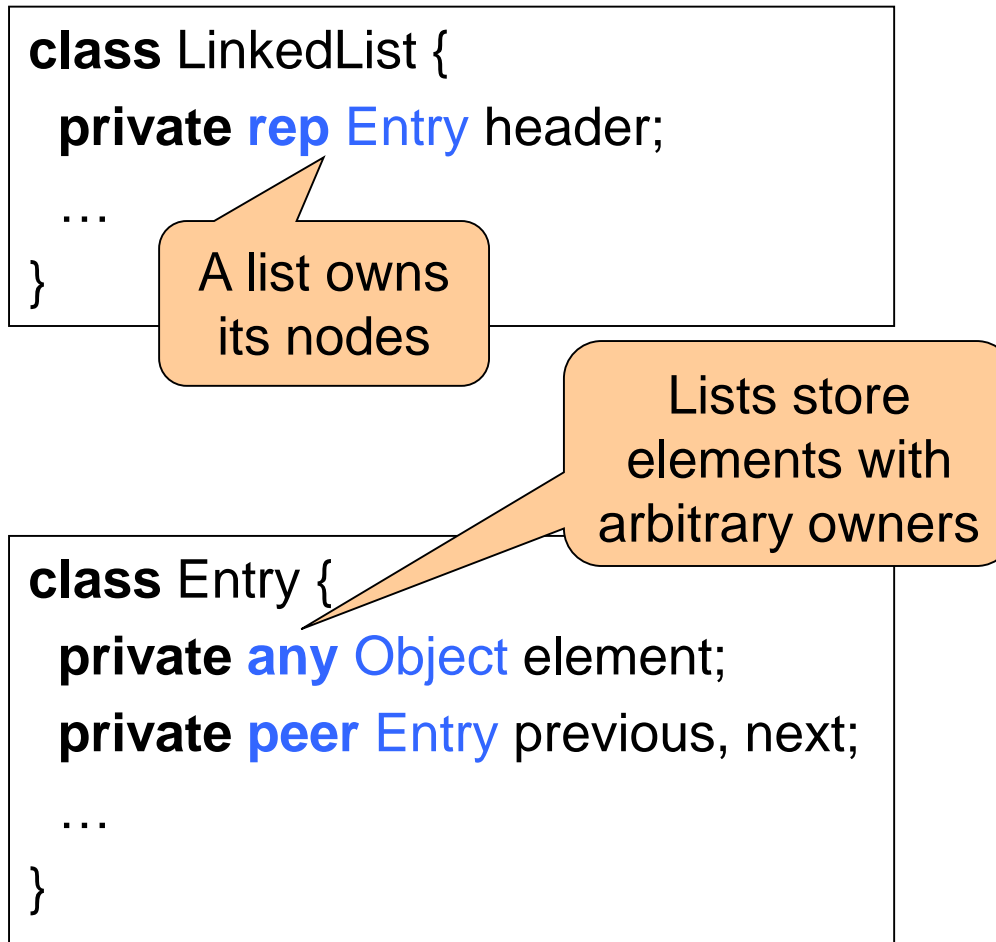 class LinkedList {
private rep Entry header;
…
}
A list owns
its nodes
Lists store
elements with
arbitrary owners
class Entry {
private any Object element;
private peer Entry previous, next;
…
}